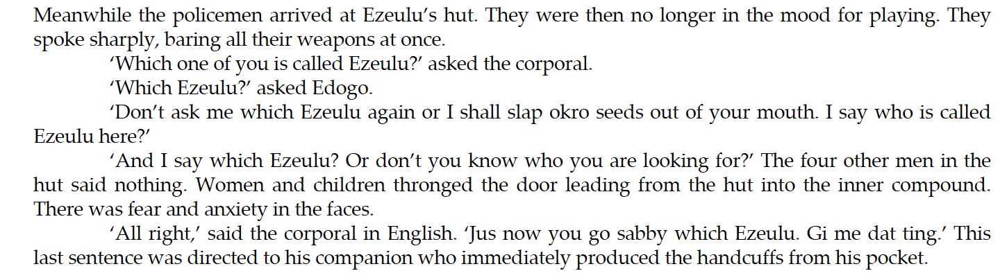 Meanwhile the policemen arrived at Ezeulu’s hut. They were then no longer in the mood for playing. They
spoke sharply, baring all their weapons at once.
‘Which one of you is called Ezeulu?’ asked the corporal.
‘Which Ezeulu?’ asked Edogo.
‘Don’t ask me which Ezeulu again or I shall slap okro seeds out of your mouth. I say who is called
Ezeulu here?’
‘And I say which Ezeulu? Or don’t you know who you are looking for?’ The four other men in the
hut said nothing. Women and children thronged the door leading from the hut into the inner compound.
There was fear and anxiety in the faces.
‘All right,’ said the corporal in English. ‘Jus now you go sabby which Ezeulu. Gi me dat ting.’ This
last sentence was directed to his companion who immediately produced the handcuffs from his pocket.